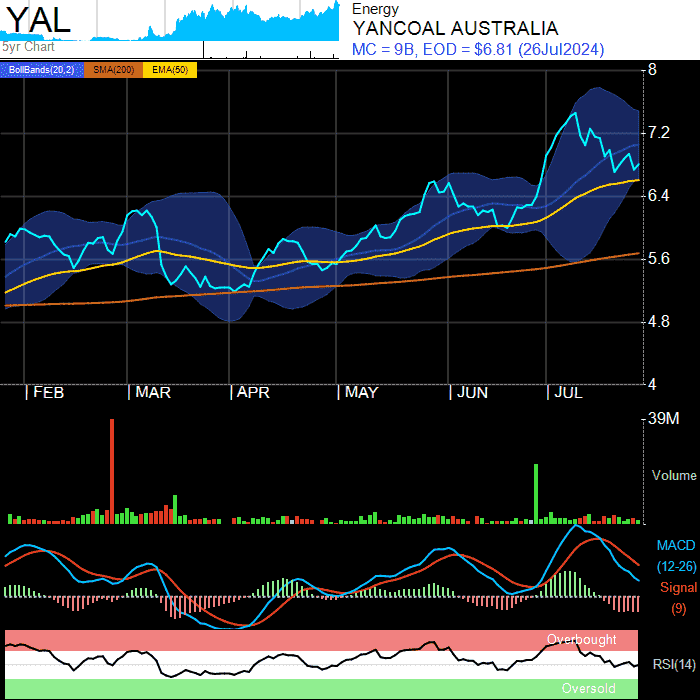 YAL
5yr Chart
Energy
YANCOAL AUSTRALIA
MC = 9B, EOD = $6.81 (26Jul2024)
BollBands(20,2) SMA(200) EMA(50)
8
7.2
6.4
5.6
4.8
4
FEB MAR APR MAY JUN JUL
39M
Volume
MACD
(12-26)
Signal
(9)
Overbought
RSI(14)
Oversold